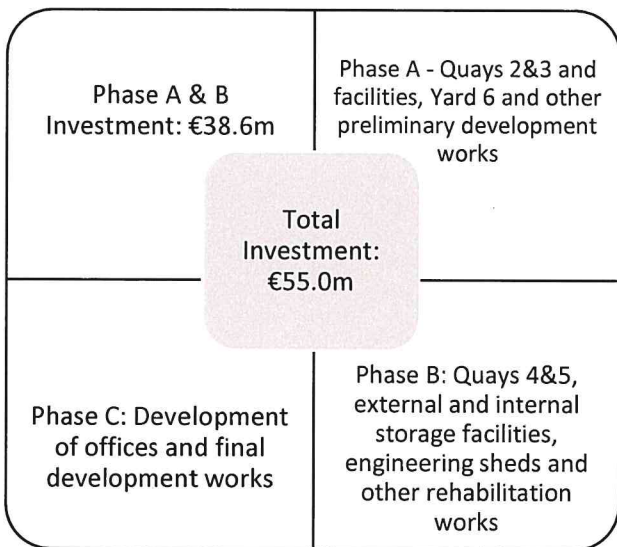 Phase A & B
Investment: €38.6m
Phase A - Quays 2&3 and
facilities, Yard 6 and other
preliminary development
works
Total
Investment:
€55.0m
Phase C: Development
of offices and final
development works
Phase B: Quays 4&5,
external and internal
storage facilities,
engineering sheds and
other rehabilitation
works